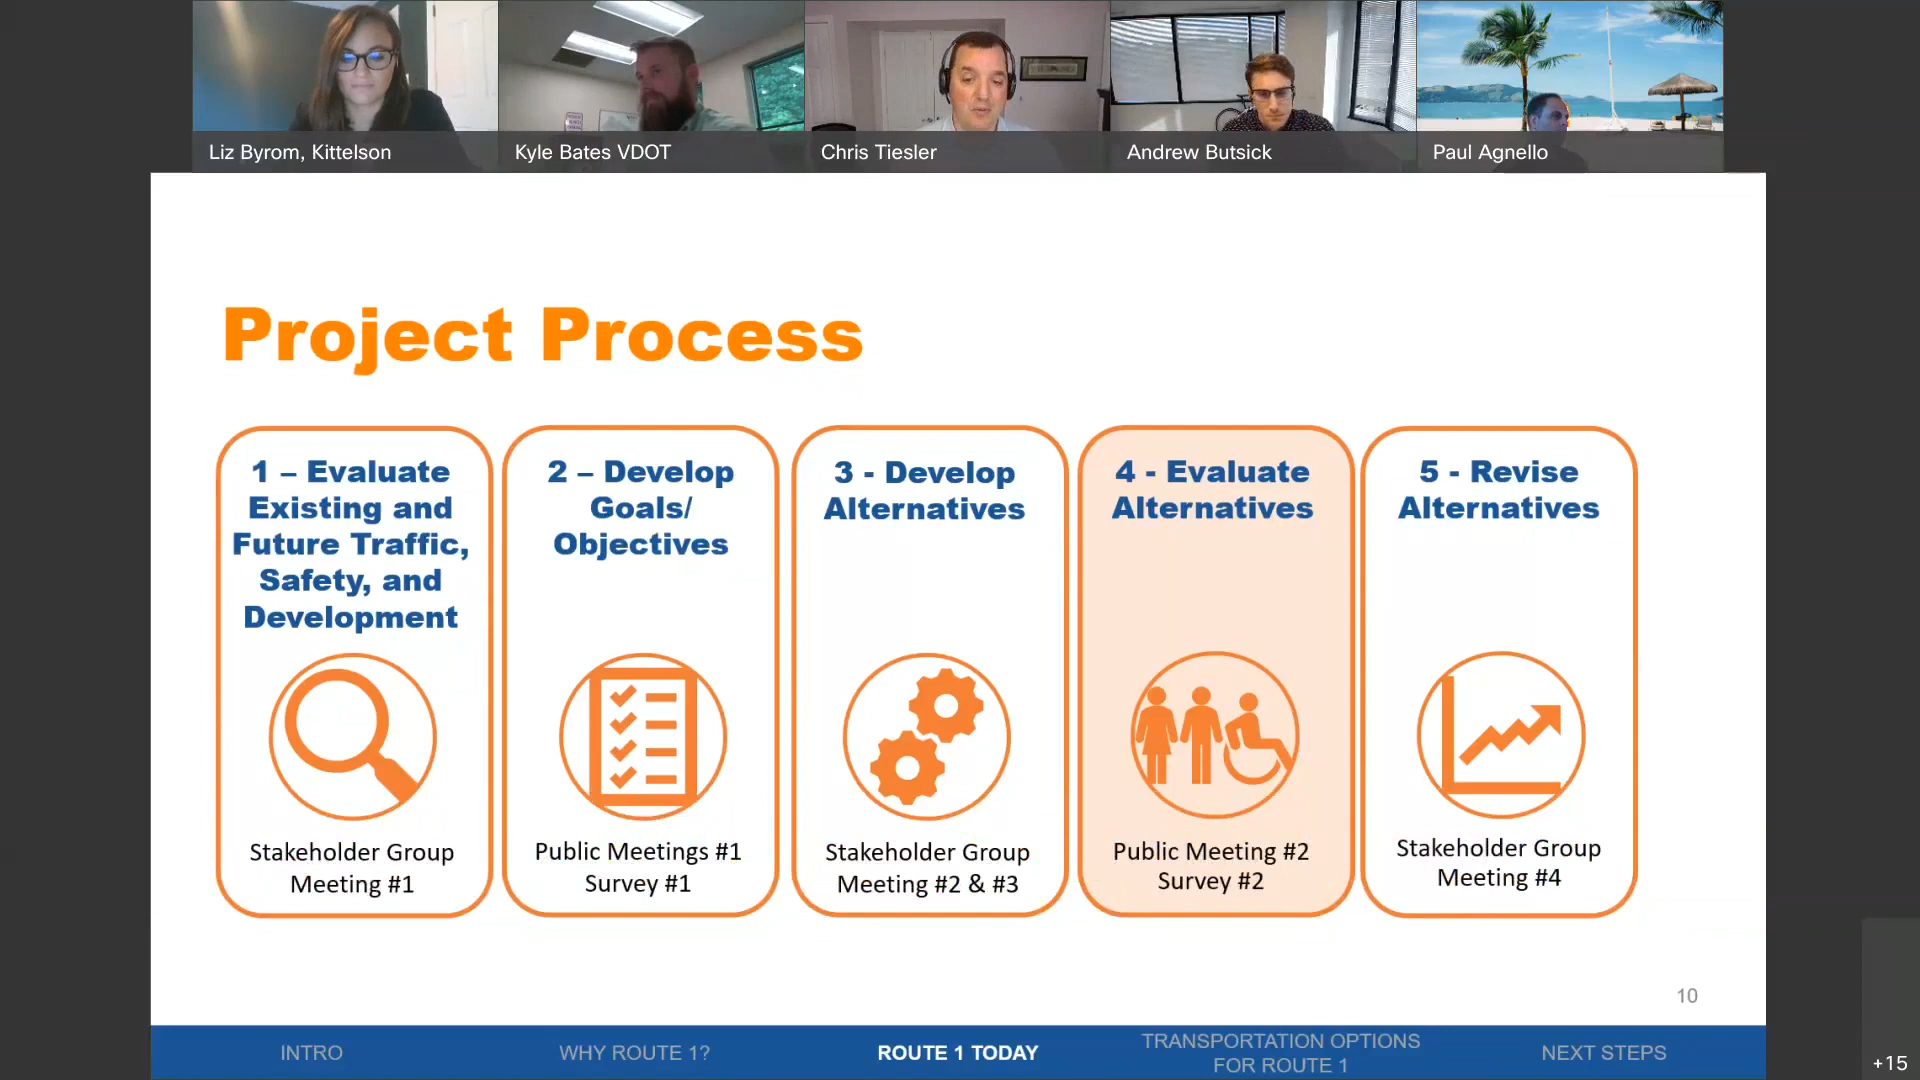 Liz Byrom, Kittelson
Kyle Bates VDOT
Chris Tiesler
Andrew Butsick
Paul Agnello
Project Process
1 – Evaluate
Existing and
Future Traffic,
Safety, and
Development
Stakeholder Group
Meeting #1
2 – Develop
Goals/
Objectives
Public Meetings #1
Survey #1
3 - Develop
Alternatives
Stakeholder Group
Meeting #2 & #3
4 - Evaluate
Alternatives
Public Meeting #2
Survey #2
5 - Revise
Alternatives
Stakeholder Group
Meeting #4
10
INTRO
WHY ROUTE 1?
ROUTE 1 TODAY
TRANSPORTATION OPTIONS
FOR ROUTE 1
NEXT STEPS
+15